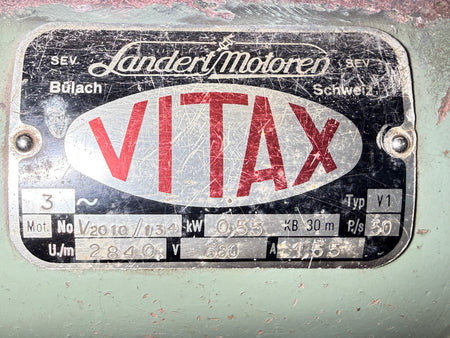 SEV Landert Motoren SEV
Bülach Schweiz
VITAX
3 ~ Typ V1
Mot. No V2010/134 kW 0,55 KB 30 m P/s 50
U./m 2840 V A 1,55